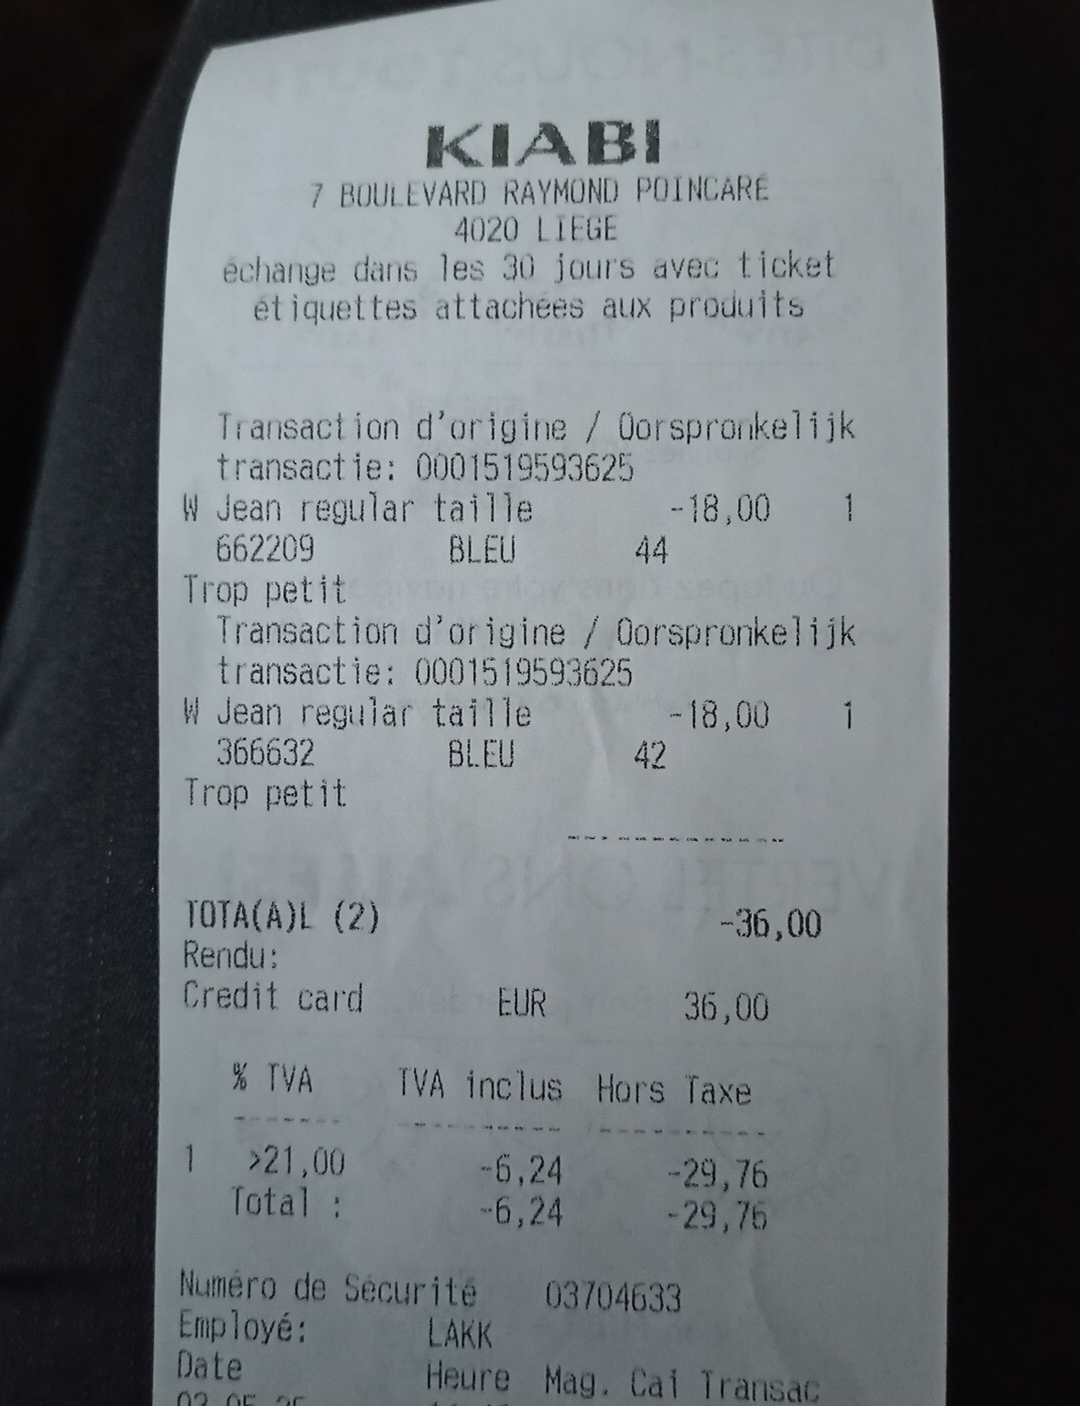 KIABI
7 BOULEVARD RAYMOND POINCARÉ
4020 LIEGE
échange dans les 30 jours avec ticket
étiquettes attachées aux produits
Transaction d'origine / Oorspronkelijk
transactie: 0001519593625
W Jean regular taille -18,00 1
662209 BLEU 44
Trop petit
Transaction d'origine / Oorspronkelijk
transactie: 0001519593625
W Jean regular taille -18,00 1
366632 BLEU 42
Trop petit
TOTA(A)L (2) -36,00
Rendu:
Credit card EUR 36,00
% TVA TVA inclus Hors Taxe
1 >21,00 -6,24 -29,76
Total : -6,24 -29,76
Numéro de Sécurité 03704633
Employé: LAKK
Date Heure Mag. Cai Transac